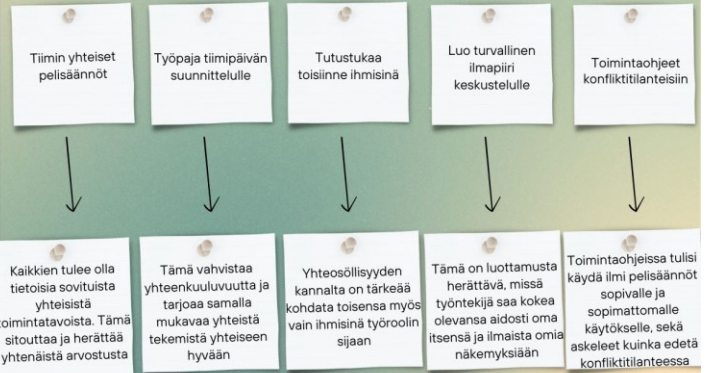 Tiimin yhteiset
pelisäännöt
Työpaja tiimipäivän
suunnittelulle
Tutustukaa
toisiinne ihmisinä
Luo turvallinen
ilmapiiri
keskustelulle
Toimintaohjeet
konfliktitilanteisiin
Kaikkien tulee olla
tietoisia sovituista
yhteisistä
toimintatavoista. Tämä
sitouttaa ja herättää
yhtenäistä arvostusta
Tämä vahvistaa
yhteenkuuluvuutta ja
tarjoaa samalla
mukavaa yhteistä
tekemistä yhteiseen
hyvään
Yhteosöllisyyden
kannalta on tärkeää
kohdata toisensa myös
vain ihmisinä työroolin
sijaan
Tämä on luottamusta
herättävä, missä
työntekijä saa kokea
olevansa aidosti oma
itsensä ja ilmaista omia
näkemyksiään
Toimintaohjeissa tulisi
käydä ilmi pelisäännöt
sopivalle ja
sopimattomalle
käytökselle, sekä
askeleet kuinka edetä
konfliktitilanteessa